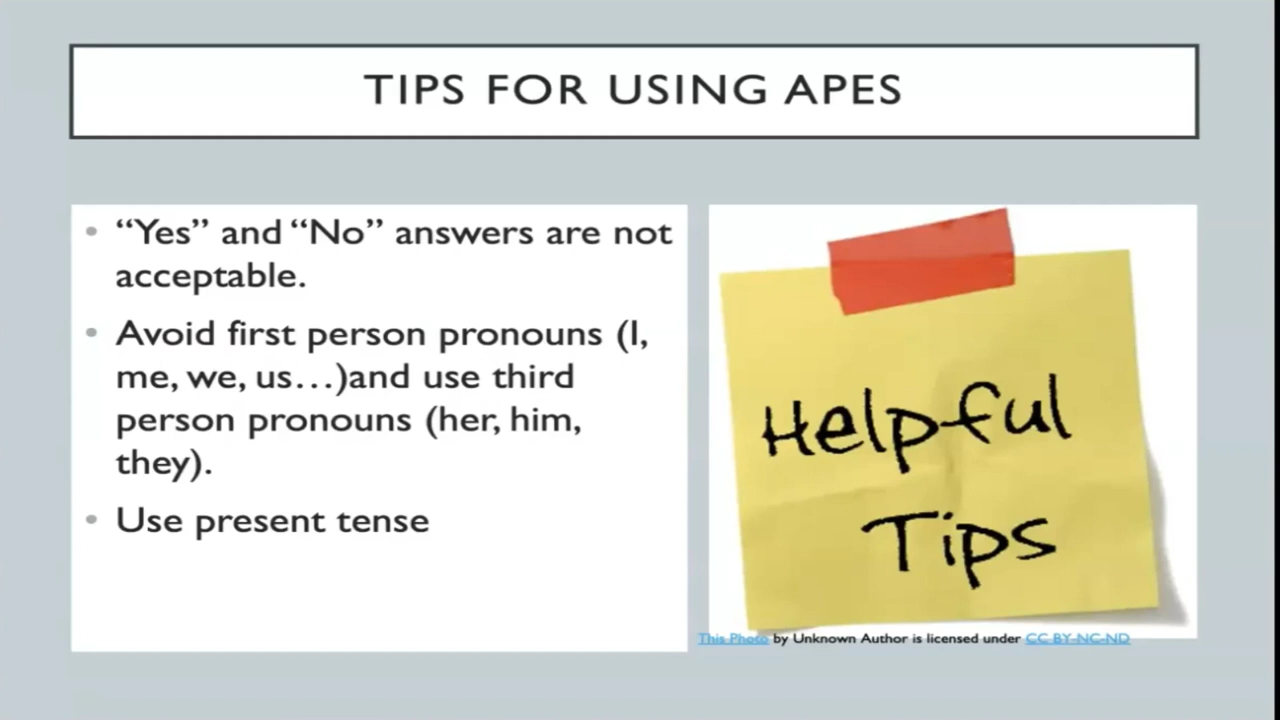 TIPS FOR USING APES
• “Yes” and “No” answers are not
acceptable.
• Avoid first person pronouns (I,
me, we, us…)and use third
person pronouns (her, him,
they).
• Use present tense
Helpful
Tips
This Photo by Unknown Author is licensed under CC BY-NC-ND